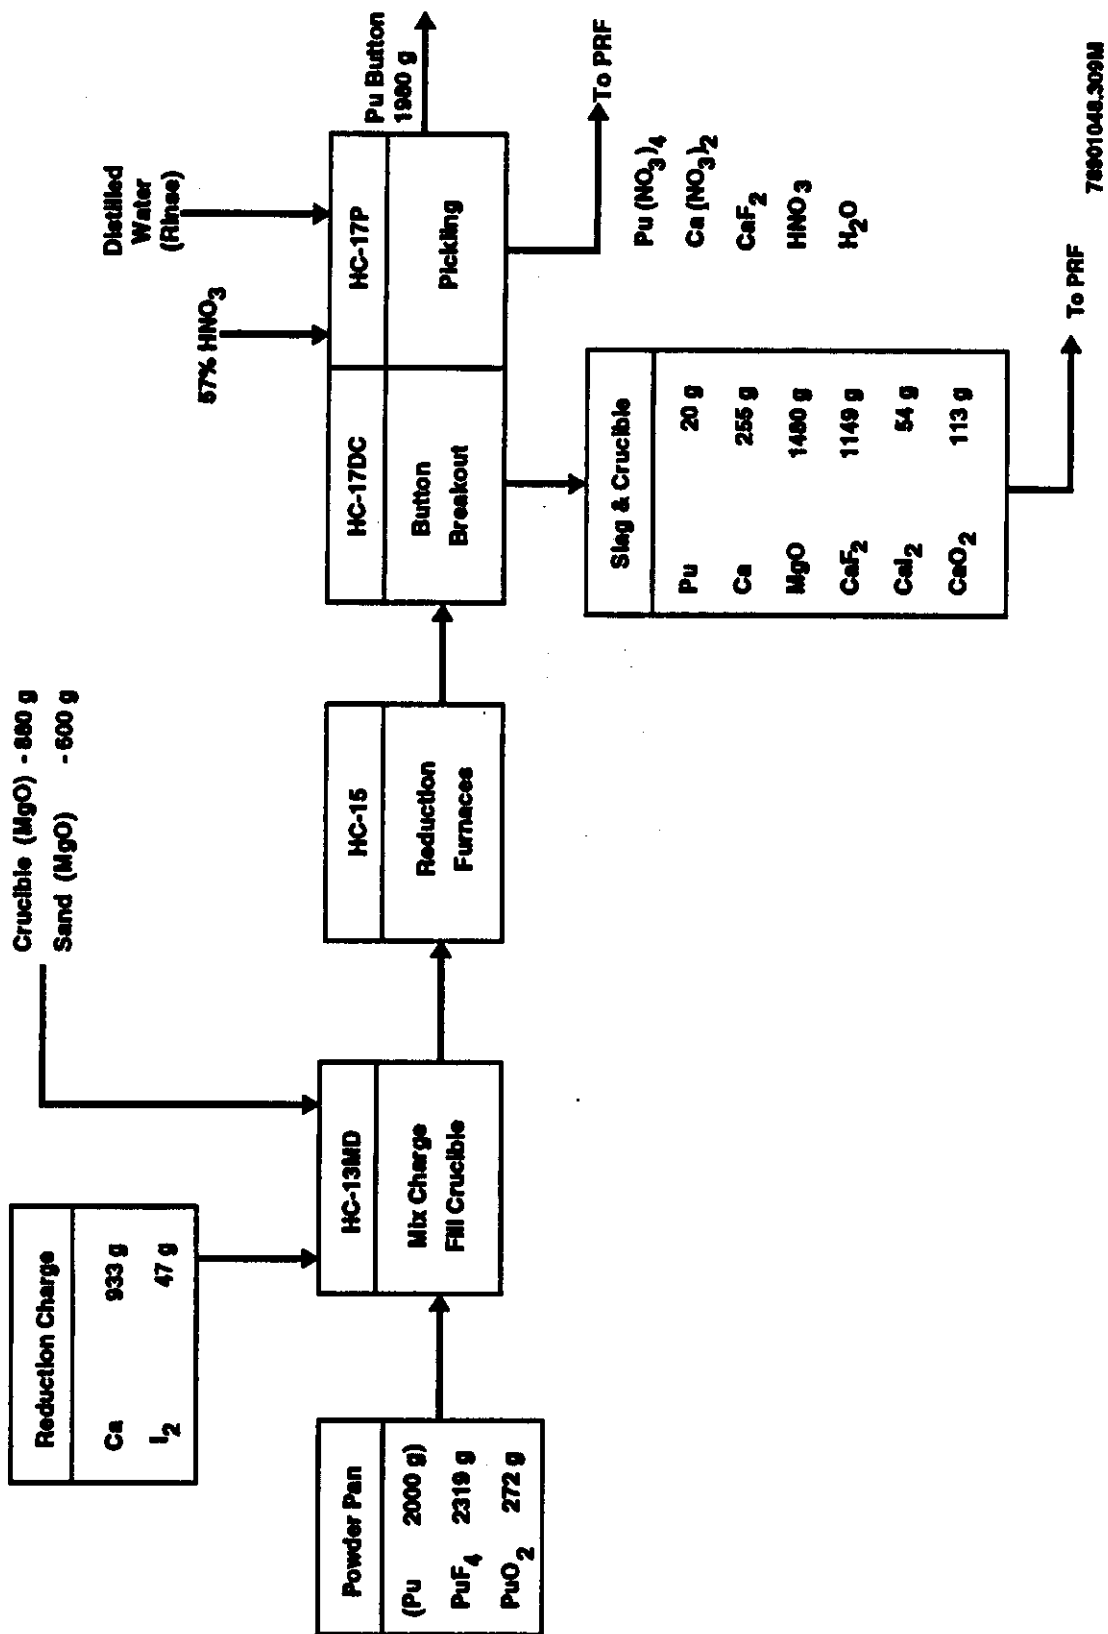 Crucible (MgO) - 880 g
Sand (MgO) - 600 g
Reduction Charge
Ca 933 g
I2 47 g
Powder Pan
(Pu 2000 g)
PuF4 2319 g
PuO2 272 g
HC-13MD
Mix Charge
Fill Crucible
HC-15
Reduction
Furnaces
HC-17DC
Button
Breakout
57% HNO3
Distilled
Water
(Rinse)
HC-17P
Pickling
Pu Button
1980 g
To PRF
Pu (NO3)4
Ca (NO3)2
CaF2
HNO3
H2O
Slag & Crucible
Pu 20 g
Ca 255 g
MgO 1480 g
CaF2 1149 g
CaI2 54 g
CaO2 113 g
To PRF
78901048.309M